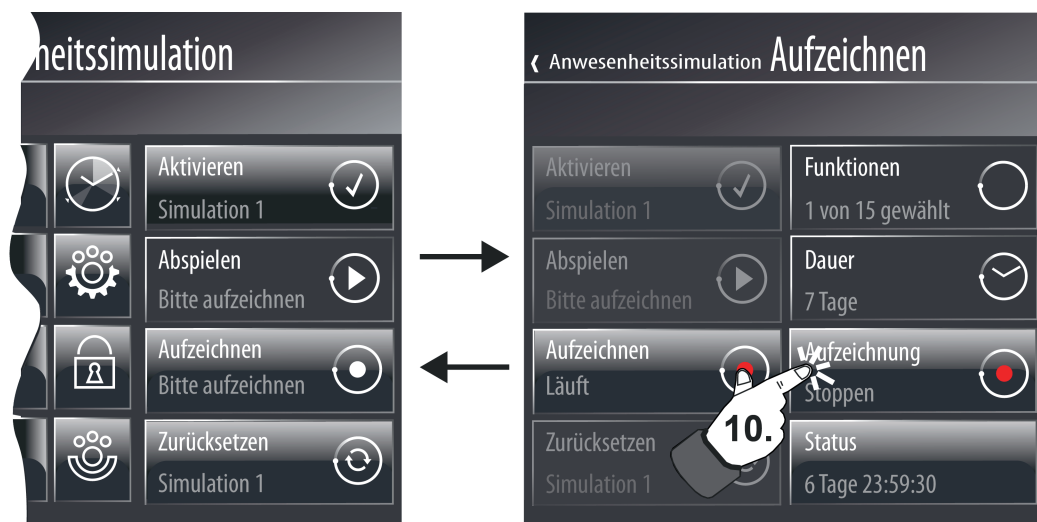 heitssimulation
Aktivieren
Simulation 1
Abspielen
Bitte aufzeichnen
Aufzeichnen
Bitte aufzeichnen
Zurücksetzen
Simulation 1
Anwesenheitssimulation Aufzeichnen
Aktivieren
Simulation 1
Abspielen
Bitte aufzeichnen
Aufzeichnen
Läuft
Zurücksetzen
Simulation 1
Funktionen
1 von 15 gewählt
Dauer
7 Tage
Aufzeichnung
Stoppen
Status
6 Tage 23:59:30
10.